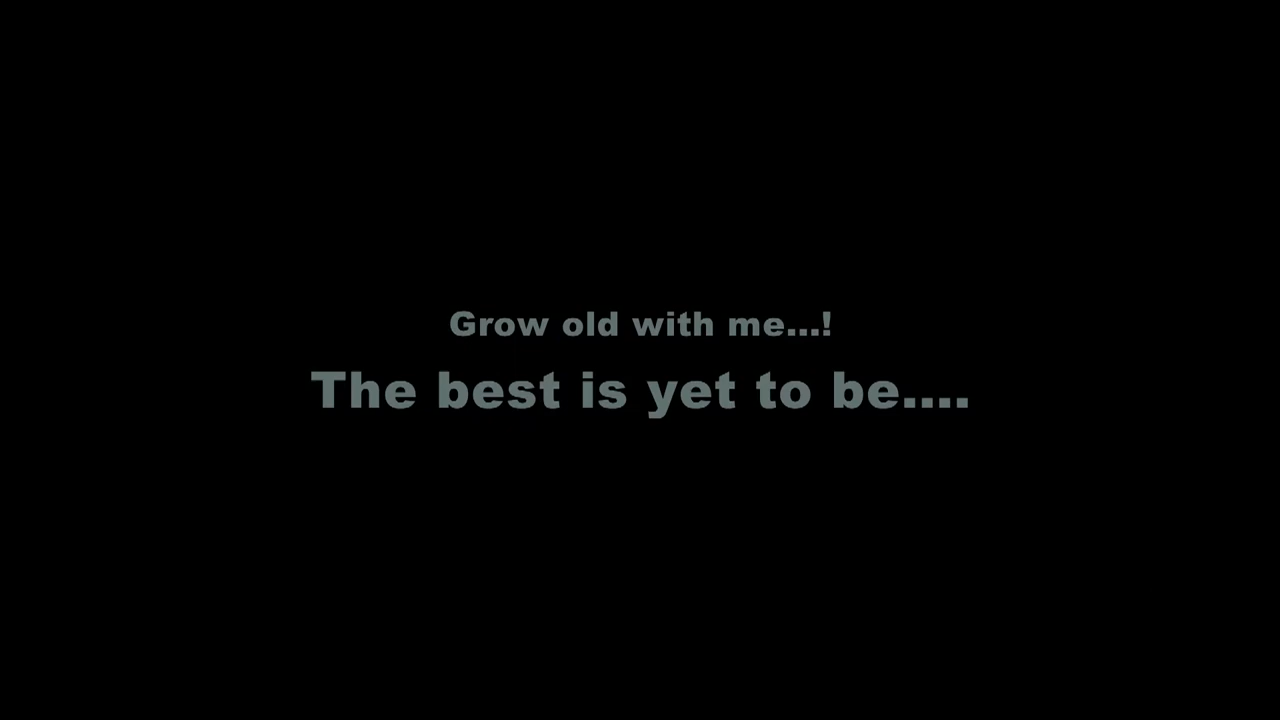 Grow old with me...!
The best is yet to be....